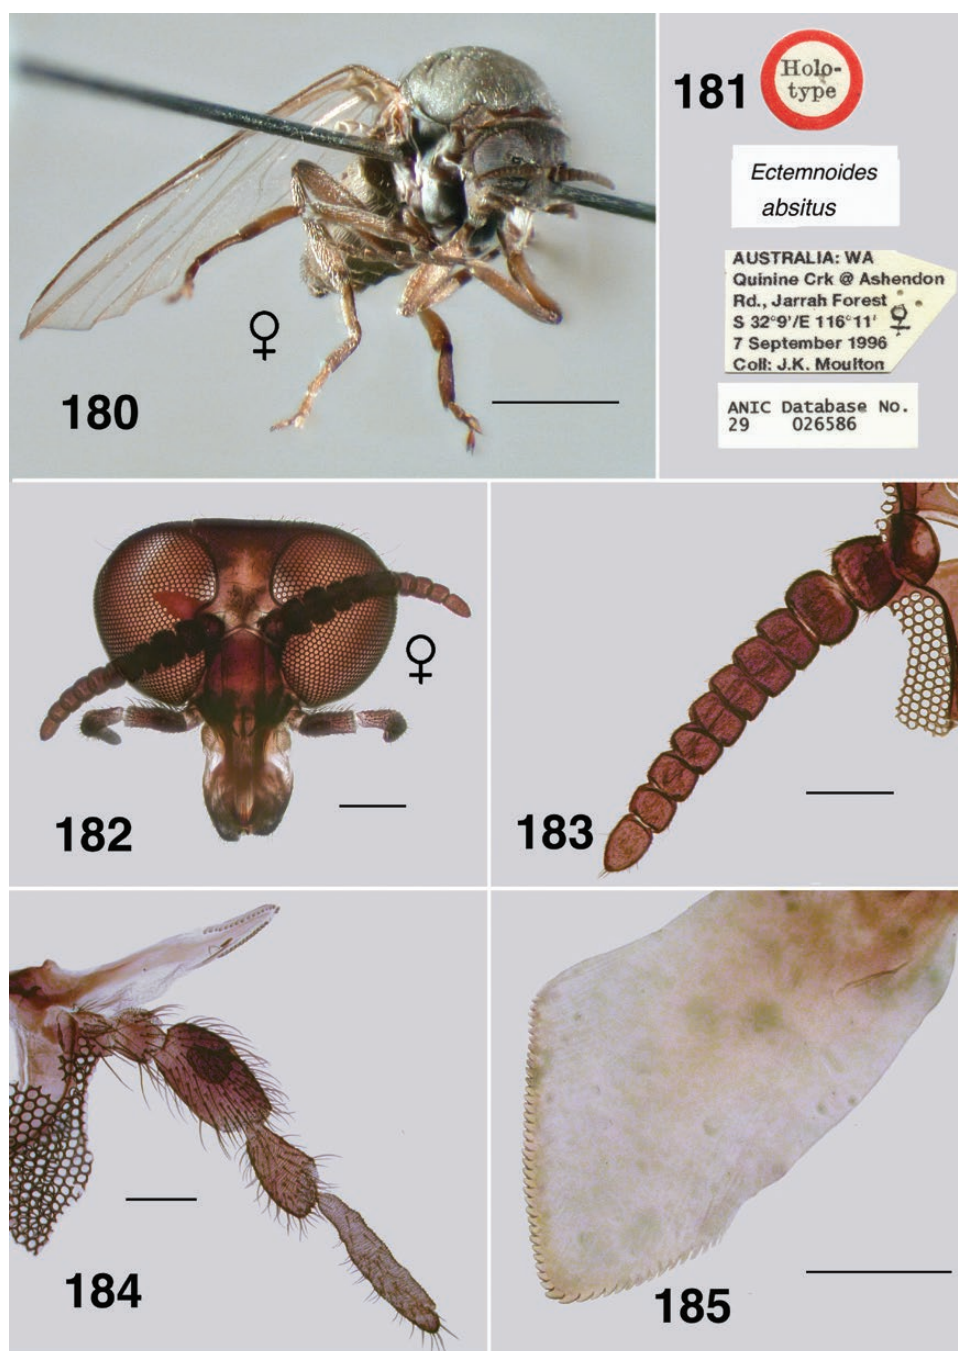 180
181
Holo-
type
Ectemnoides
absitus
AUSTRALIA: WA
Quinine Crk @ Ashendon
Rd., Jarrah Forest
S 32°9'/E 116°11' ♀
7 September 1996
Coll: J.K. Moulton
ANIC Database No.
29 026586
♀
182
♀
183
184
185